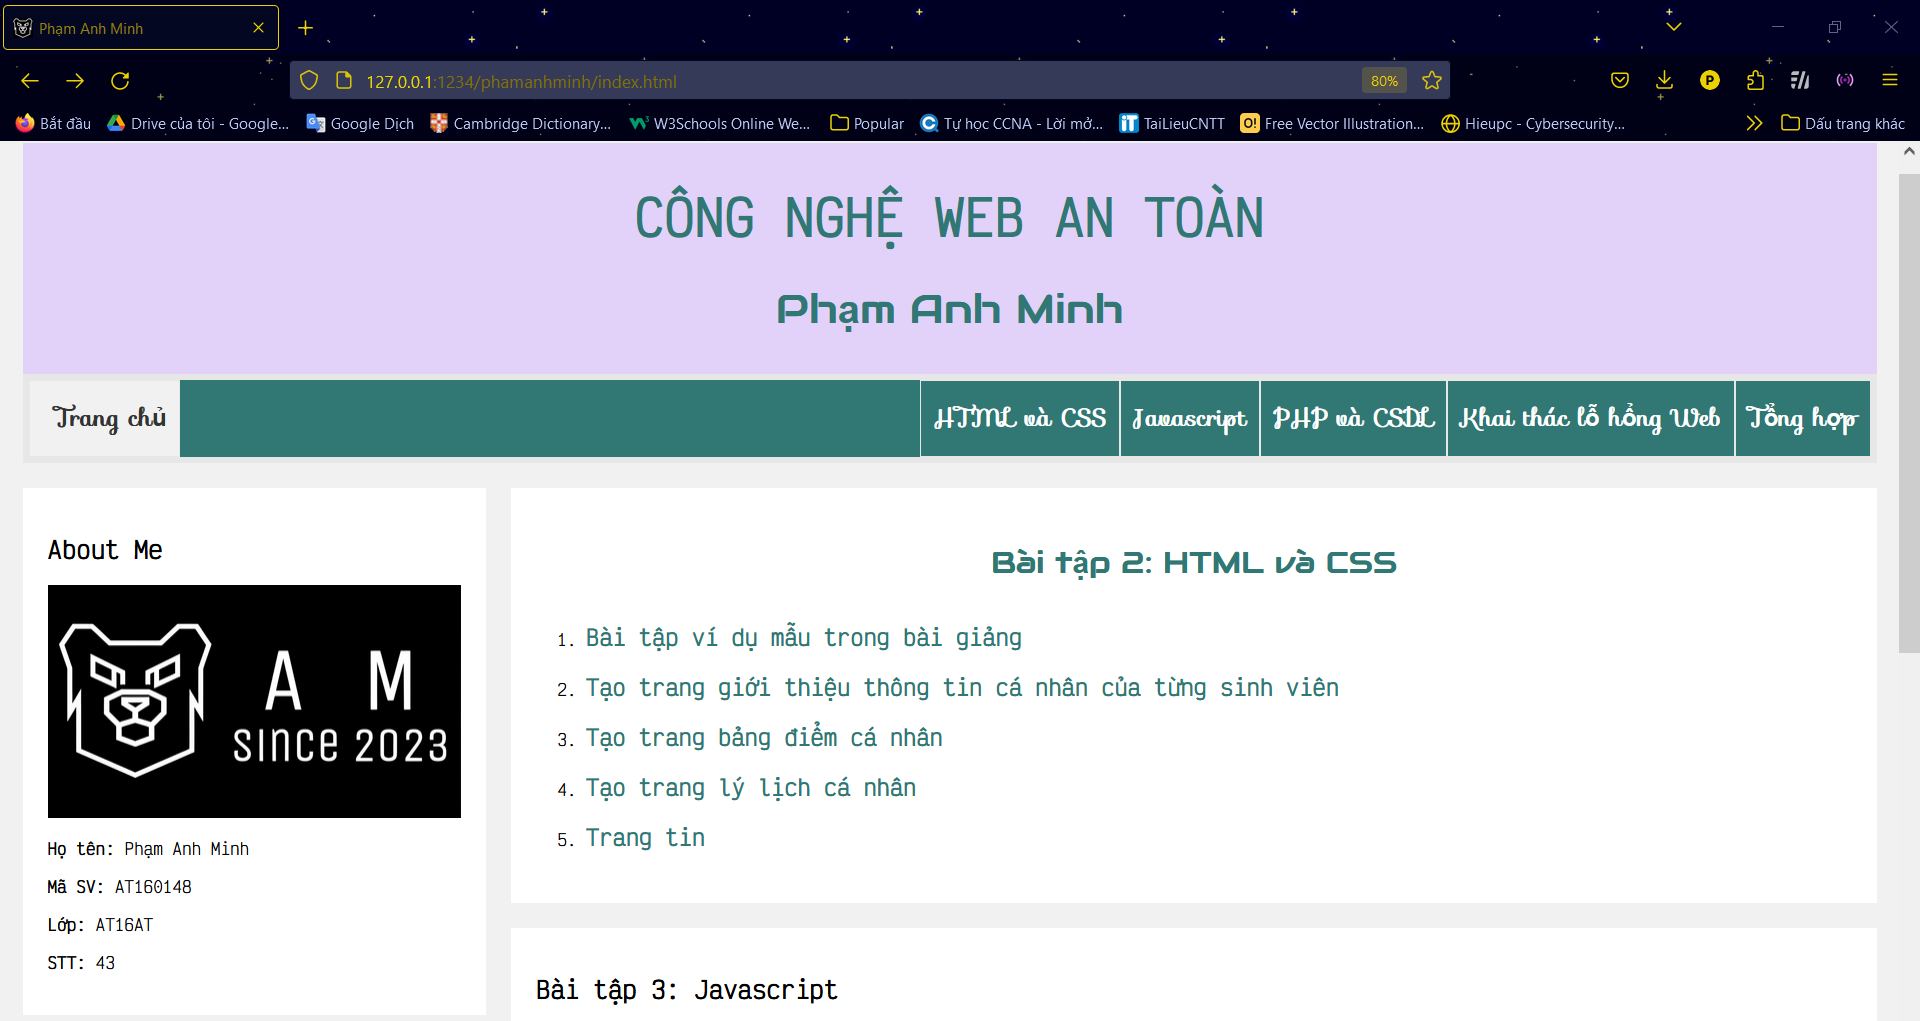 Phạm Anh Minh
127.0.0.1:1234/phamanhminh/index.html
80%
Bắt đầu
Drive của tôi - Google...
Google Dịch
Cambridge Dictionary...
W3Schools Online We...
Popular
Tự học CCNA - Lời mở...
TaiLieuCNTT
Free Vector Illustration...
Hieupc - Cybersecurity...
Dấu trang khác
CÔNG NGHỆ WEB AN TOÀN
Phạm Anh Minh
Trang chủ
HTML và CSS
Javascript
PHP và CSDL
Khai thác lỗ hổng Web
Tổng hợp
About Me
A M
since 2023
Họ tên: Phạm Anh Minh
Mã SV: AT160148
Lớp: AT16AT
STT: 43
Bài tập 2: HTML và CSS
1. Bài tập ví dụ mẫu trong bài giảng
2. Tạo trang giới thiệu thông tin cá nhân của từng sinh viên
3. Tạo trang bảng điểm cá nhân
4. Tạo trang lý lịch cá nhân
5. Trang tin
Bài tập 3: Javascript